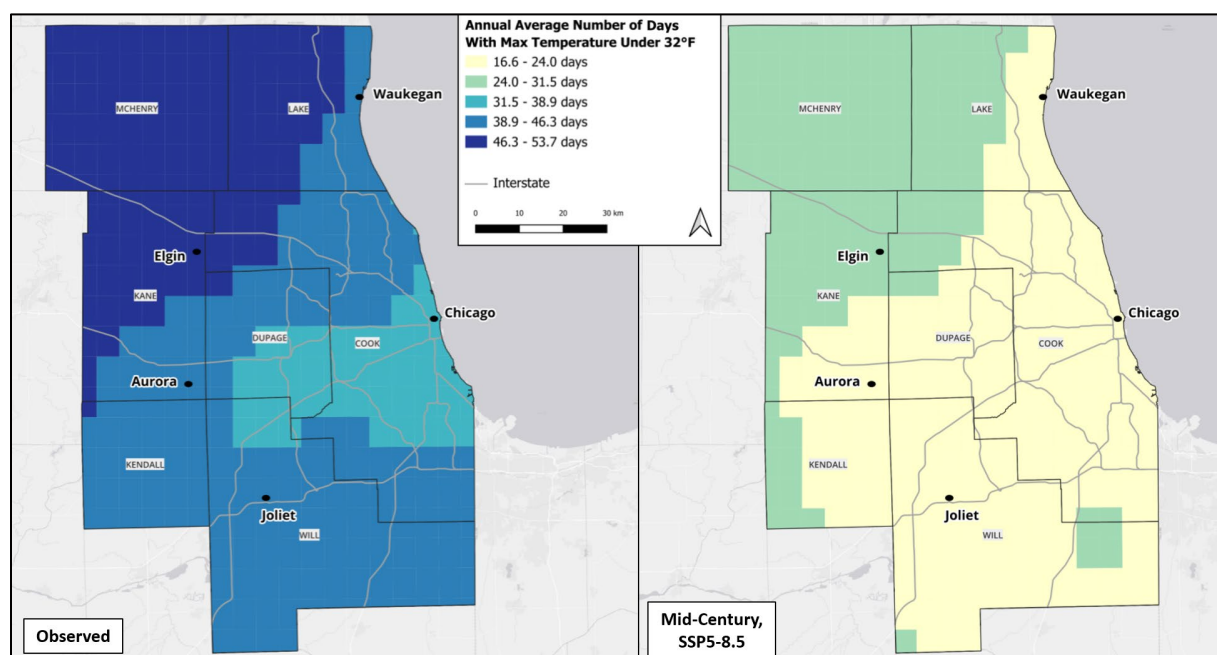 Annual Average Number of Days
With Max Temperature Under 32°F
16.6 - 24.0 days
24.0 - 31.5 days
31.5 - 38.9 days
38.9 - 46.3 days
46.3 - 53.7 days
Interstate
0 10 20 30 km
MCHENRY
LAKE
Waukegan
Elgin
KANE
Chicago
DUPAGE
COOK
Aurora
KENDALL
Joliet
WILL
Observed
MCHENRY
LAKE
Waukegan
Elgin
KANE
Chicago
DUPAGE
COOK
Aurora
KENDALL
Joliet
WILL
Mid-Century,
SSP5-8.5